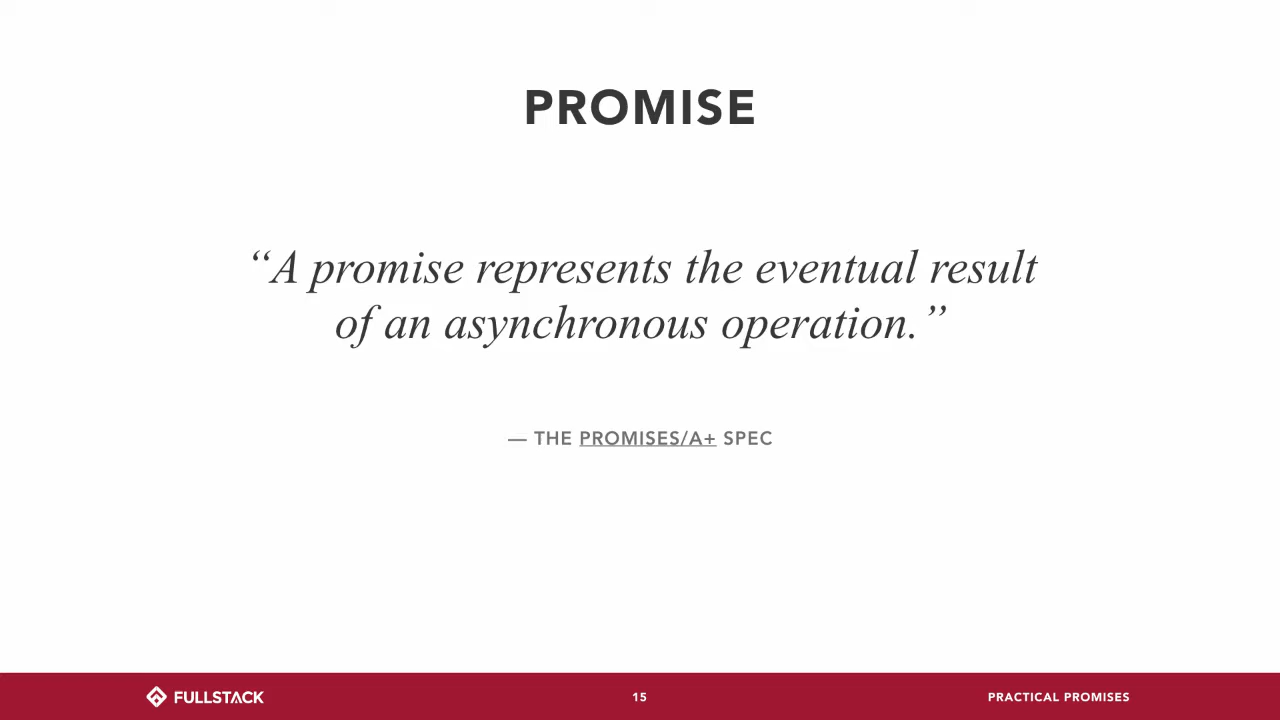 PROMISE
“A promise represents the eventual result
of an asynchronous operation.”
— THE PROMISES/A+ SPEC
FULLSTACK
15
PRACTICAL PROMISES